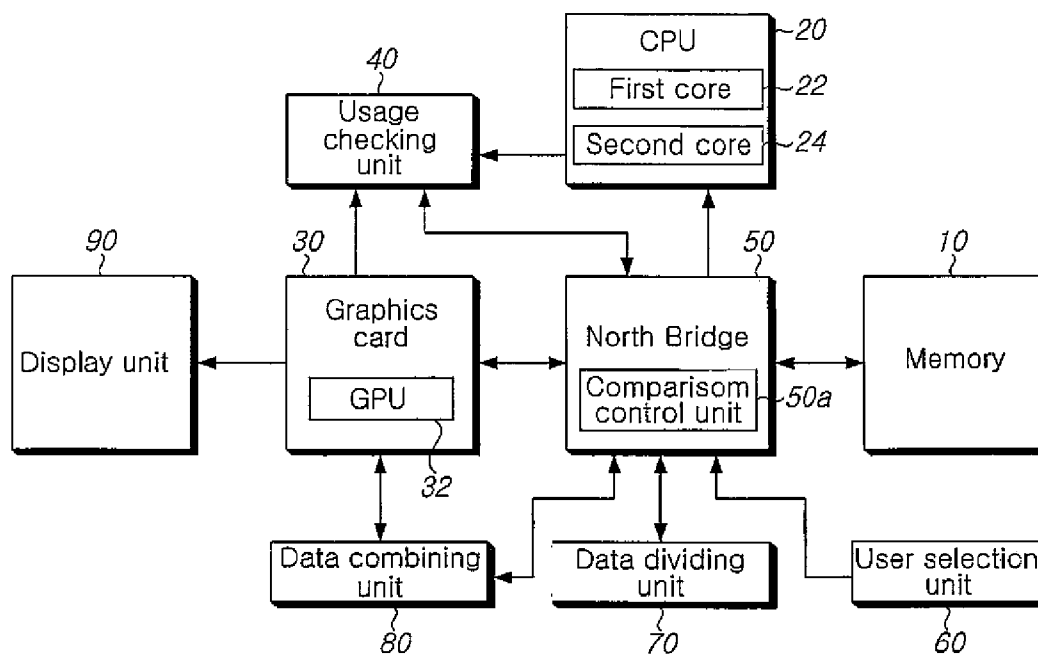 20
CPU
40
First core
22
Usage
checking
unit
Second core
24
90
30
50
10
Display unit
Graphics
card
GPU
32
North Bridge
Comparisom
control unit
50a
Memory
Data combining
unit
80
Data dividing
unit
70
User selection
unit
60